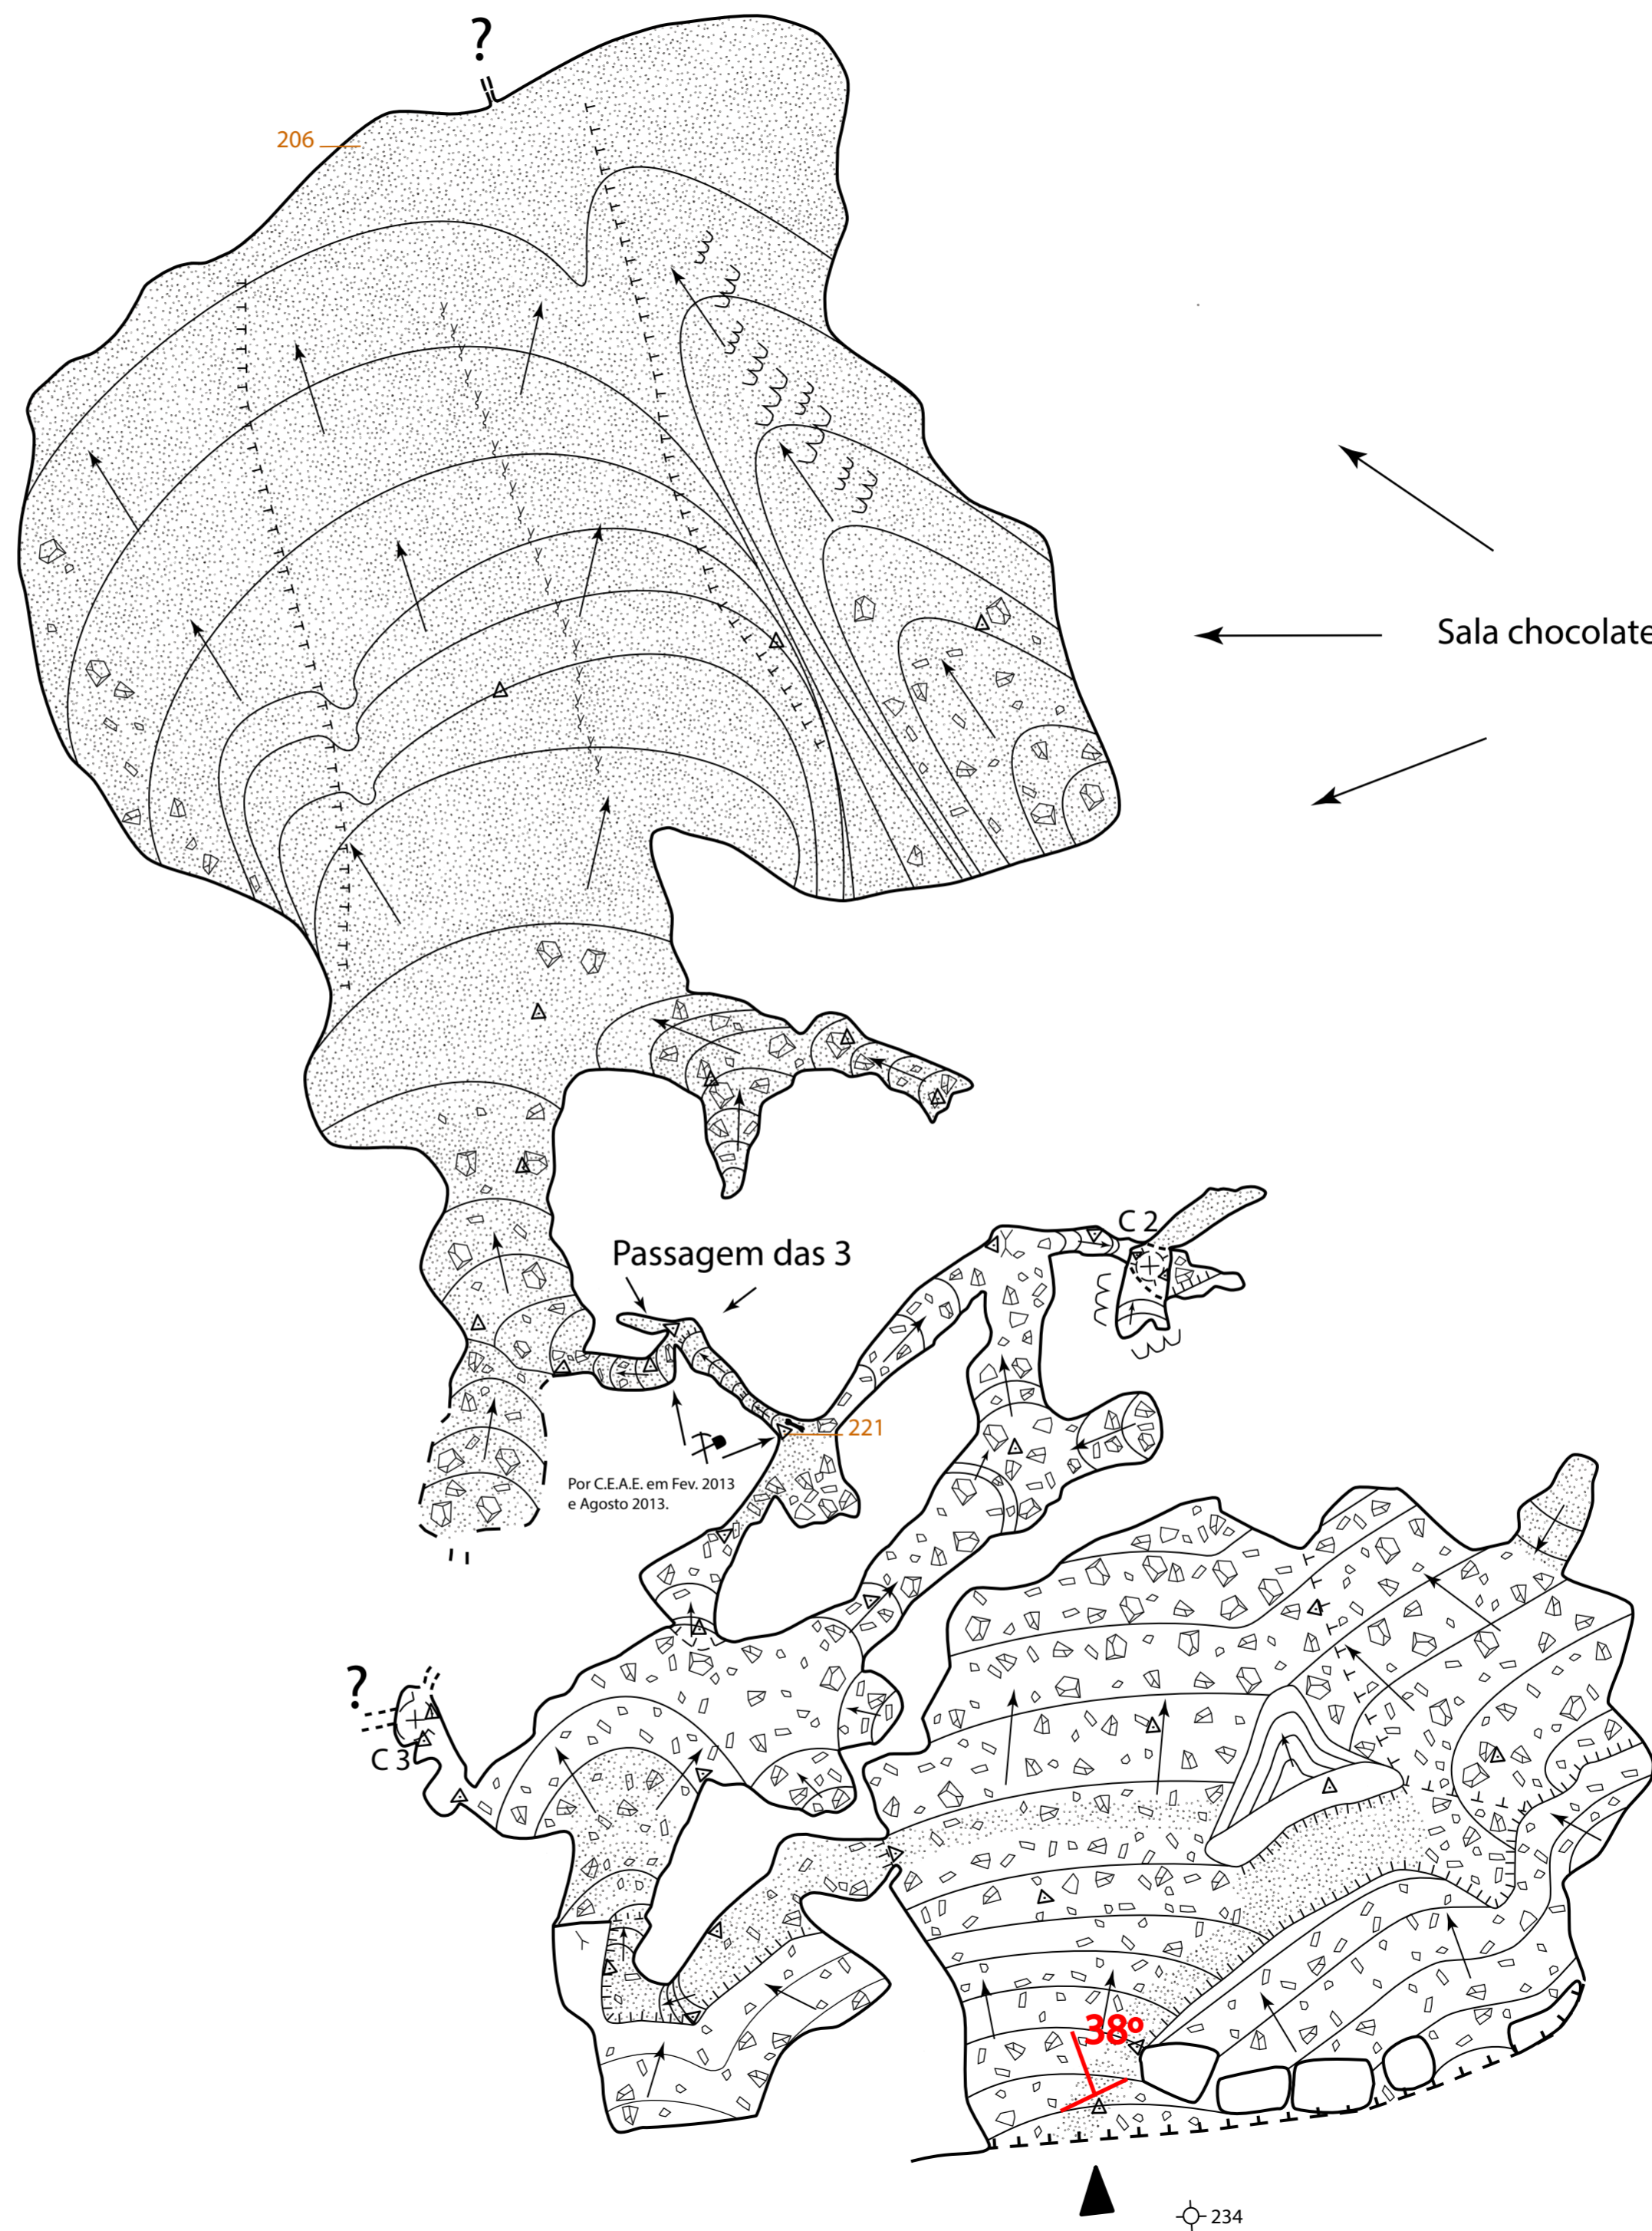 ?
206
Sala chocolate
Passagem das 3
C 2
221
Por C.E.A.E. em Fev. 2013
e Agosto 2013.
?
C 3
38º
234